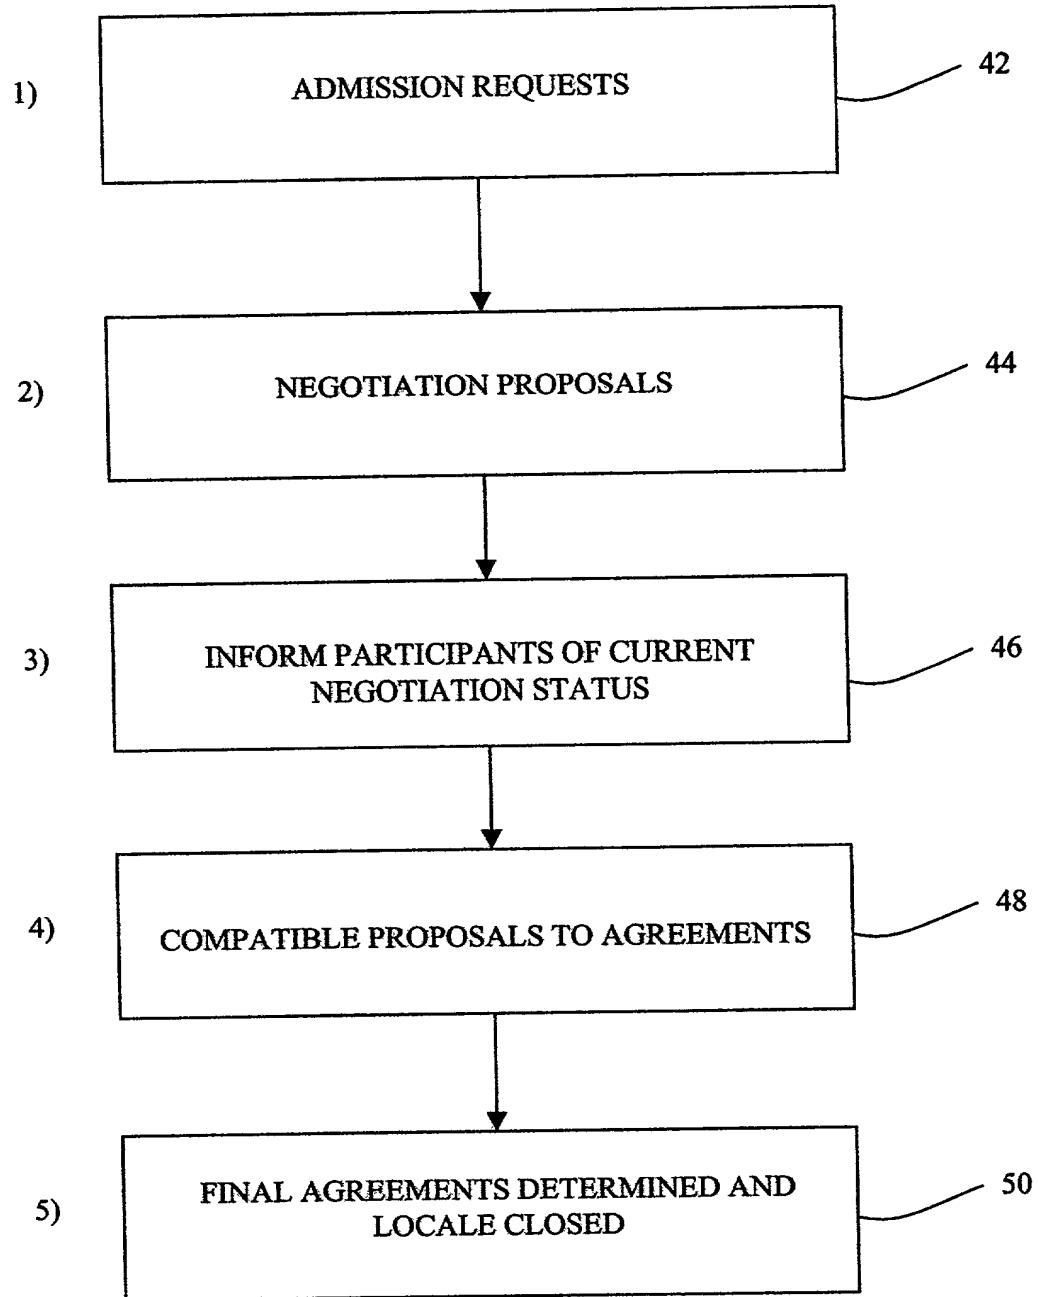 1)
ADMISSION REQUESTS
42
2)
NEGOTIATION PROPOSALS
44
3)
INFORM PARTICIPANTS OF CURRENT
NEGOTIATION STATUS
46
4)
COMPATIBLE PROPOSALS TO AGREEMENTS
48
5)
FINAL AGREEMENTS DETERMINED AND
LOCALE CLOSED
50